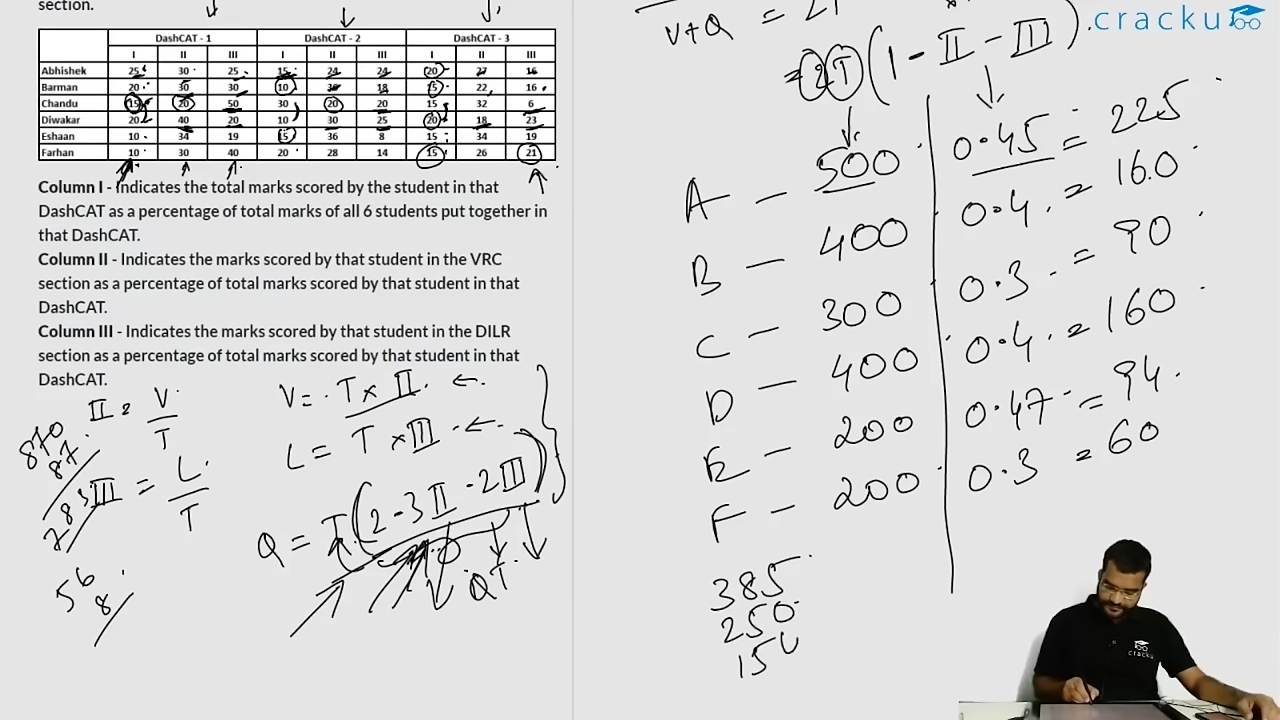 section.
DashCAT - 1 DashCAT - 2 DashCAT - 3
I II III I II III I II III
Abhishek 25 30 25 15 24 24 20 27 16
Barman 20 30 30 10 18 15 22 16
Chandu 15 20 50 30 20 20 15 32 6
Diwakar 20 40 20 10 30 25 20 18 23
Eshaan 10 34 19 15 36 8 15 34 19
Farhan 10 30 40 20 28 14 15 26 21
Column I - Indicates the total marks scored by the student in that
DashCAT as a percentage of total marks of all 6 students put together in
that DashCAT.
Column II - Indicates the marks scored by that student in the VRC
section as a percentage of total marks scored by that student in that
DashCAT.
Column III - Indicates the marks scored by that student in the DILR
section as a percentage of total marks scored by that student in that
DashCAT.
870
87
283
28
568
II = V/T
III = L/T
V = T × II
L = T × III
Q = T(2 - 3II - 2III)
QT
V+Q = 2T
= 2T(1 - II - III)
.cracku
A - 500 0.45 = 225
B - 400 0.4 = 160
C - 300 0.3 = 90
D - 400 0.4 = 160
E - 200 0.47 = 94
F - 200 0.3 = 60
385
250
150
cracku